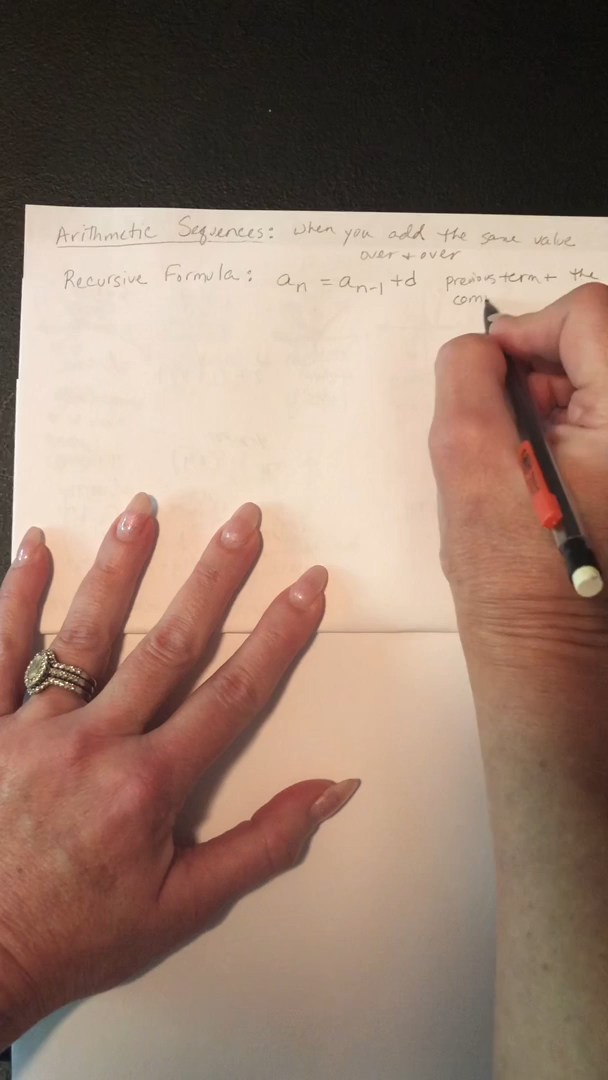 Arithmetic Sequences: when you add the same value
over + over
Recursive Formula: aₙ = aₙ₋₁ + d previous term + the
com